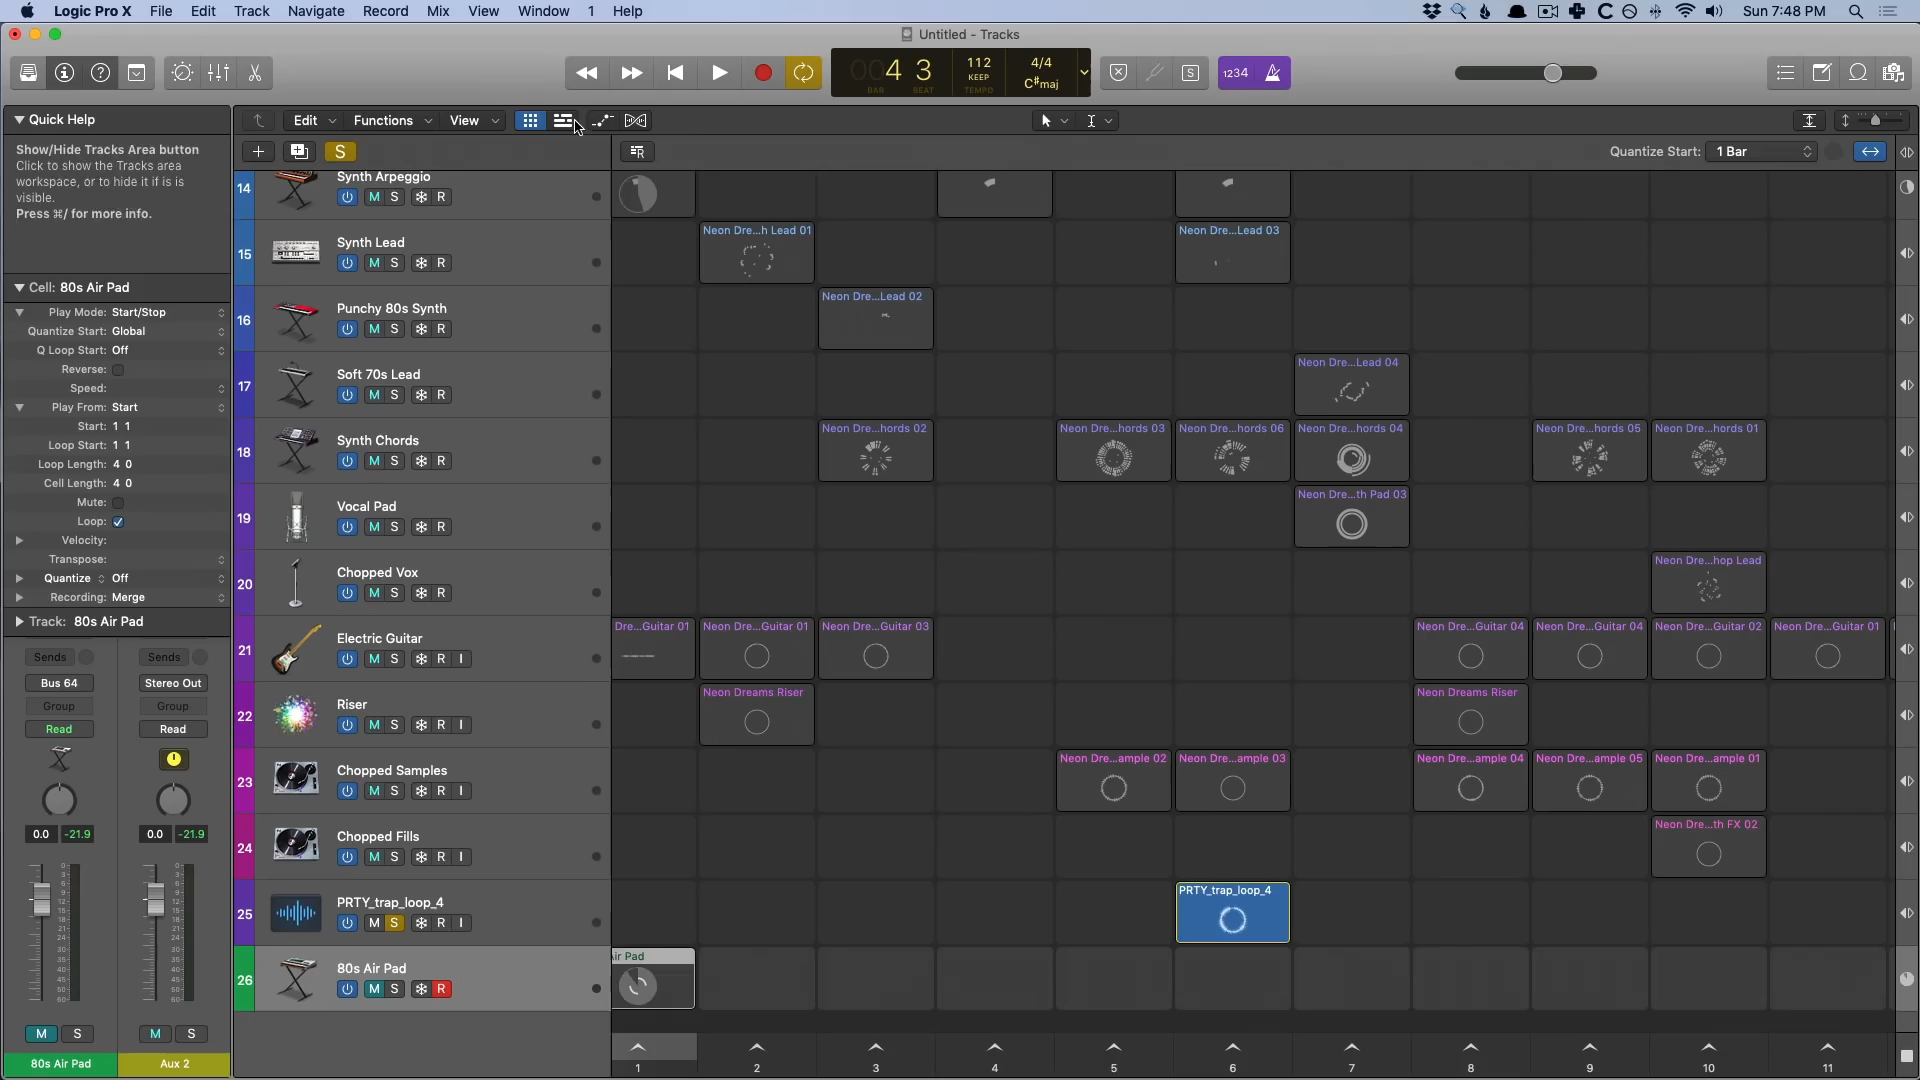 Logic Pro X File Edit Track Navigate Record Mix View Window 1 Help Sun 7:48 PM
Untitled - Tracks
4 3 112 KEEP TEMPO 4/4 C♯maj
BAR BEAT
S 1234
Quick Help
Edit Functions View
Show/Hide Tracks Area button
Click to show the Tracks area
workspace, or to hide it if is is
visible.
Press ⌘/ for more info.
S
Quantize Start: 1 Bar
Cell: 80s Air Pad
Play Mode: Start/Stop
Quantize Start: Global
Q Loop Start: Off
Reverse:
Speed:
Play From: Start
Start: 1 1
Loop Start: 1 1
Loop Length: 4 0
Cell Length: 4 0
Mute:
Loop:
Velocity:
Transpose:
Quantize Off
Recording: Merge
Track: 80s Air Pad
Sends Sends
Bus 64 Stereo Out
Group Group
Read Read
0.0 -21.9 0.0 -21.9
M S M S
80s Air Pad Aux 2
14 Synth Arpeggio
M S R
15 Synth Lead
M S R
Neon Dre...h Lead 01 Neon Dre...Lead 03
16 Punchy 80s Synth
M S R
Neon Dre...Lead 02
17 Soft 70s Lead
M S R
Neon Dre...Lead 04
18 Synth Chords
M S R
Neon Dre...hords 02 Neon Dre...hords 03 Neon Dre...hords 06 Neon Dre...hords 04 Neon Dre...hords 05 Neon Dre...hords 01
19 Vocal Pad
M S R
Neon Dre...th Pad 03
20 Chopped Vox
M S R
Neon Dre...hop Lead
21 Electric Guitar
M S R I
Dre...Guitar 01 Neon Dre...Guitar 01 Neon Dre...Guitar 03 Neon Dre...Guitar 04 Neon Dre...Guitar 04 Neon Dre...Guitar 02 Neon Dre...Guitar 01
22 Riser
M S R I
Neon Dreams Riser Neon Dreams Riser
23 Chopped Samples
M S R I
Neon Dre...ample 02 Neon Dre...ample 03 Neon Dre...ample 04 Neon Dre...ample 05 Neon Dre...ample 01
24 Chopped Fills
M S R I
Neon Dre...th FX 02
25 PRTY_trap_loop_4
M S R I
PRTY_trap_loop_4
26 80s Air Pad
M S R
Air Pad
1 2 3 4 5 6 7 8 9 10 11